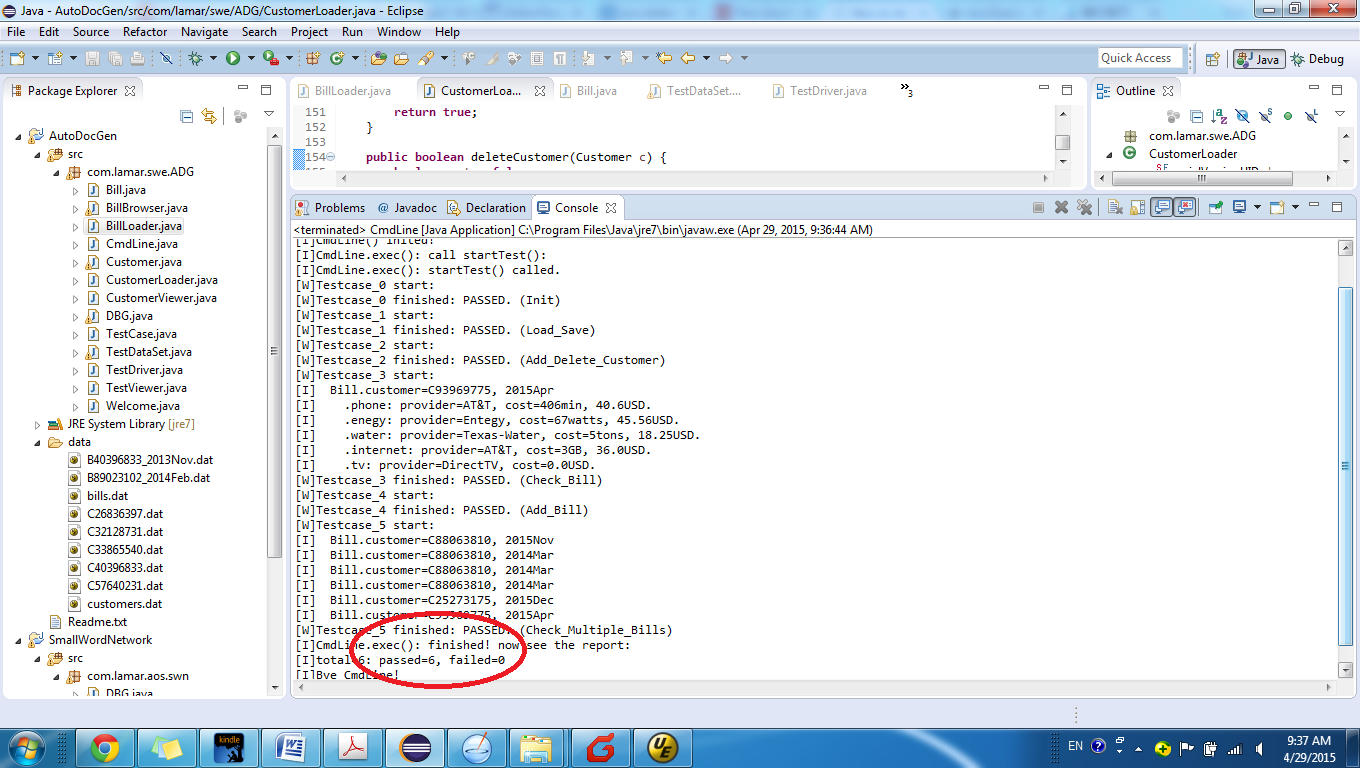 Java - AutoDocGen/src/com/lamar/swe/ADG/CustomerLoader.java - Eclipse
File Edit Source Refactor Navigate Search Project Run Window Help
Quick Access Java Debug
Package Explorer
AutoDocGen
src
com.lamar.swe.ADG
Bill.java
BillBrowser.java
BillLoader.java
CmdLine.java
Customer.java
CustomerLoader.java
CustomerViewer.java
DBG.java
TestCase.java
TestDataSet.java
TestDriver.java
TestViewer.java
Welcome.java
JRE System Library [jre7]
data
B40396833_2013Nov.dat
B89023102_2014Feb.dat
bills.dat
C26836397.dat
C32128731.dat
C33865540.dat
C40396833.dat
C57640231.dat
customers.dat
Readme.txt
SmallWordNetwork
src
com.lamar.aos.swn
DBG.java
BillLoader.java CustomerLoa... Bill.java TestDataSet.... TestDriver.java »3
151 return true;
152 }
153
154 public boolean deleteCustomer(Customer c) {
Outline
com.lamar.swe.ADG
CustomerLoader
Problems @ Javadoc Declaration Console
<terminated> CmdLine [Java Application] C:\Program Files\Java\jre7\bin\javaw.exe (Apr 29, 2015, 9:36:44 AM)
[I]CmdLine() inited!
[I]CmdLine.exec(): call startTest():
[I]CmdLine.exec(): startTest() called.
[W]Testcase_0 start:
[W]Testcase_0 finished: PASSED. (Init)
[W]Testcase_1 start:
[W]Testcase_1 finished: PASSED. (Load_Save)
[W]Testcase_2 start:
[W]Testcase_2 finished: PASSED. (Add_Delete_Customer)
[W]Testcase_3 start:
[I] Bill.customer=C93969775, 2015Apr
[I] .phone: provider=AT&T, cost=406min, 40.6USD.
[I] .enegy: provider=Entegy, cost=67watts, 45.56USD.
[I] .water: provider=Texas-Water, cost=5tons, 18.25USD.
[I] .internet: provider=AT&T, cost=3GB, 36.0USD.
[I] .tv: provider=DirectTV, cost=0.0USD.
[W]Testcase_3 finished: PASSED. (Check_Bill)
[W]Testcase_4 start:
[W]Testcase_4 finished: PASSED. (Add_Bill)
[W]Testcase_5 start:
[I] Bill.customer=C88063810, 2015Nov
[I] Bill.customer=C88063810, 2014Mar
[I] Bill.customer=C88063810, 2014Mar
[I] Bill.customer=C88063810, 2014Mar
[I] Bill.customer=C25273175, 2015Dec
[I] Bill.customer=C93969775, 2015Apr
[W]Testcase_5 finished: PASSED. (Check_Multiple_Bills)
[I]CmdLine.exec(): finished! now see the report:
[I]total 6: passed=6, failed=0
[I]Bye CmdLine!
kindle
EN
9:37 AM
4/29/2015